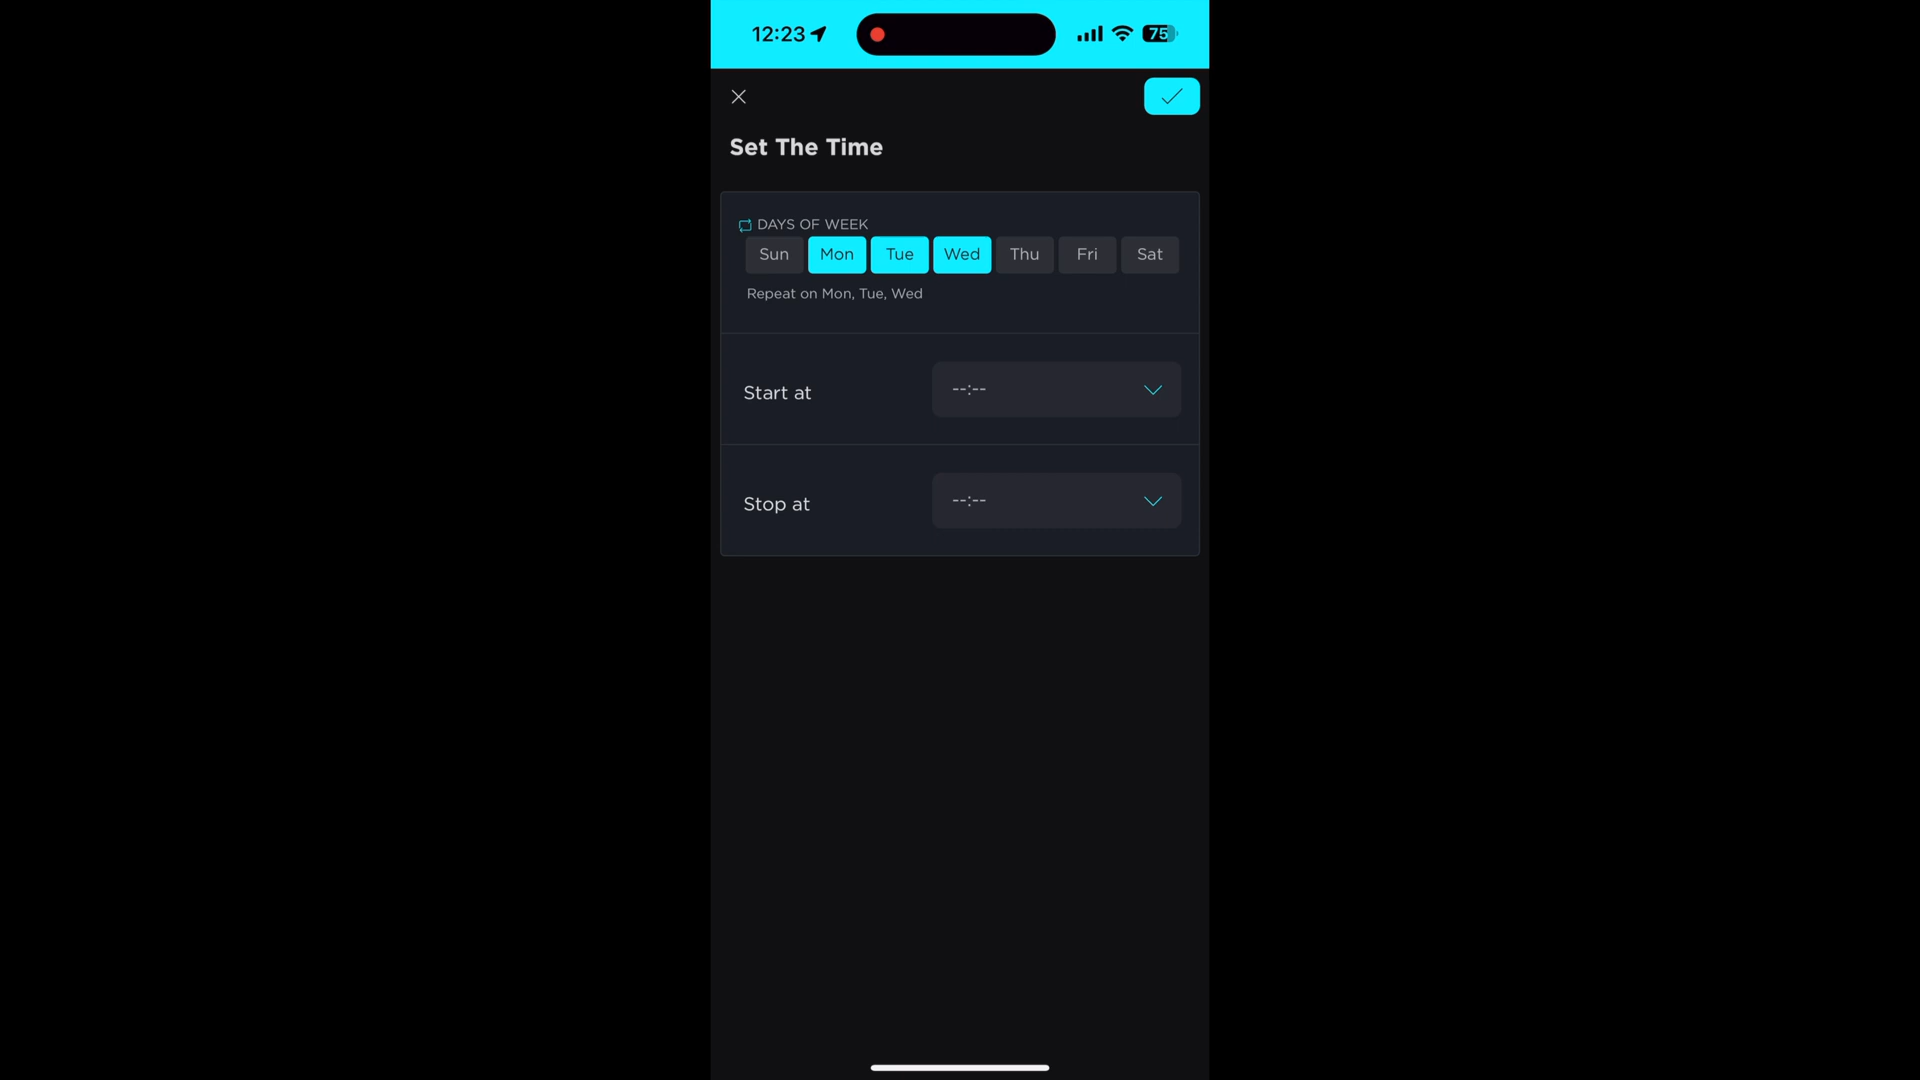 12:23 75
Set The Time
DAYS OF WEEK
Sun Mon Tue Wed Thu Fri Sat
Repeat on Mon, Tue, Wed
Start at --:--
Stop at --:--